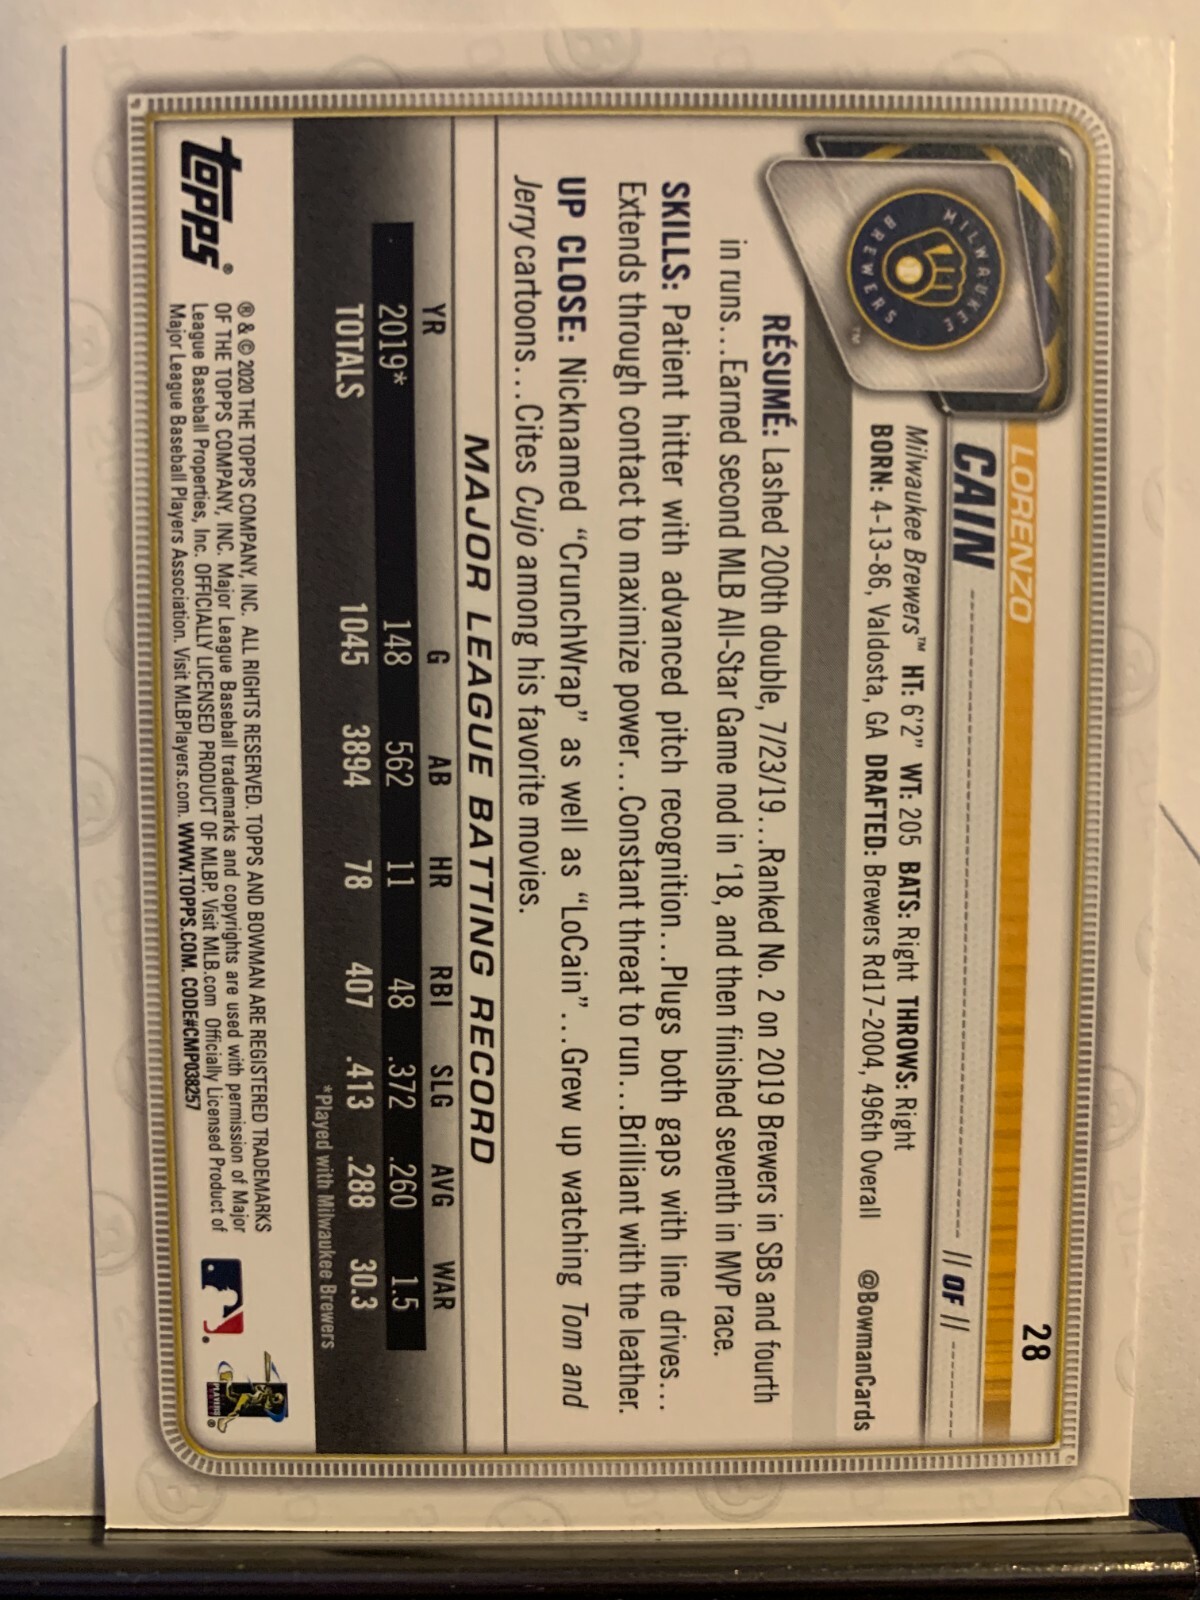 28
LORENZO
CAIN
// OF //
MILWAUKEE
BREWERS
TM
Milwaukee Brewers™ HT: 6'2" WT: 205 BATS: Right THROWS: Right
BORN: 4-13-86, Valdosta, GA DRAFTED: Brewers Rd17-2004, 496th Overall @BowmanCards
RÉSUMÉ: Lashed 200th double, 7/23/19...Ranked No. 2 on 2019 Brewers in SBs and fourth
in runs...Earned second MLB All-Star Game nod in '18, and then finished seventh in MVP race.
SKILLS: Patient hitter with advanced pitch recognition...Plugs both gaps with line drives...
Extends through contact to maximize power...Constant threat to run...Brilliant with the leather.
UP CLOSE: Nicknamed “CrunchWrap” as well as “LoCain”...Grew up watching Tom and
Jerry cartoons...Cites Cujo among his favorite movies.
MAJOR LEAGUE BATTING RECORD
YR G AB HR RBI SLG AVG WAR
2019* 148 562 11 48 .372 .260 1.5
TOTALS 1045 3894 78 407 .413 .288 30.3
*Played with Milwaukee Brewers
topps®
® & © 2020 THE TOPPS COMPANY, INC. ALL RIGHTS RESERVED. TOPPS AND BOWMAN ARE REGISTERED TRADEMARKS
OF THE TOPPS COMPANY, INC. Major League Baseball trademarks and copyrights are used with permission of Major
League Baseball Properties, Inc. OFFICIALLY LICENSED PRODUCT OF MLBP. Visit MLB.com Officially Licensed Product of
Major League Baseball Players Association. Visit MLBPlayers.com. WWW.TOPPS.COM. CODE#CMP038257